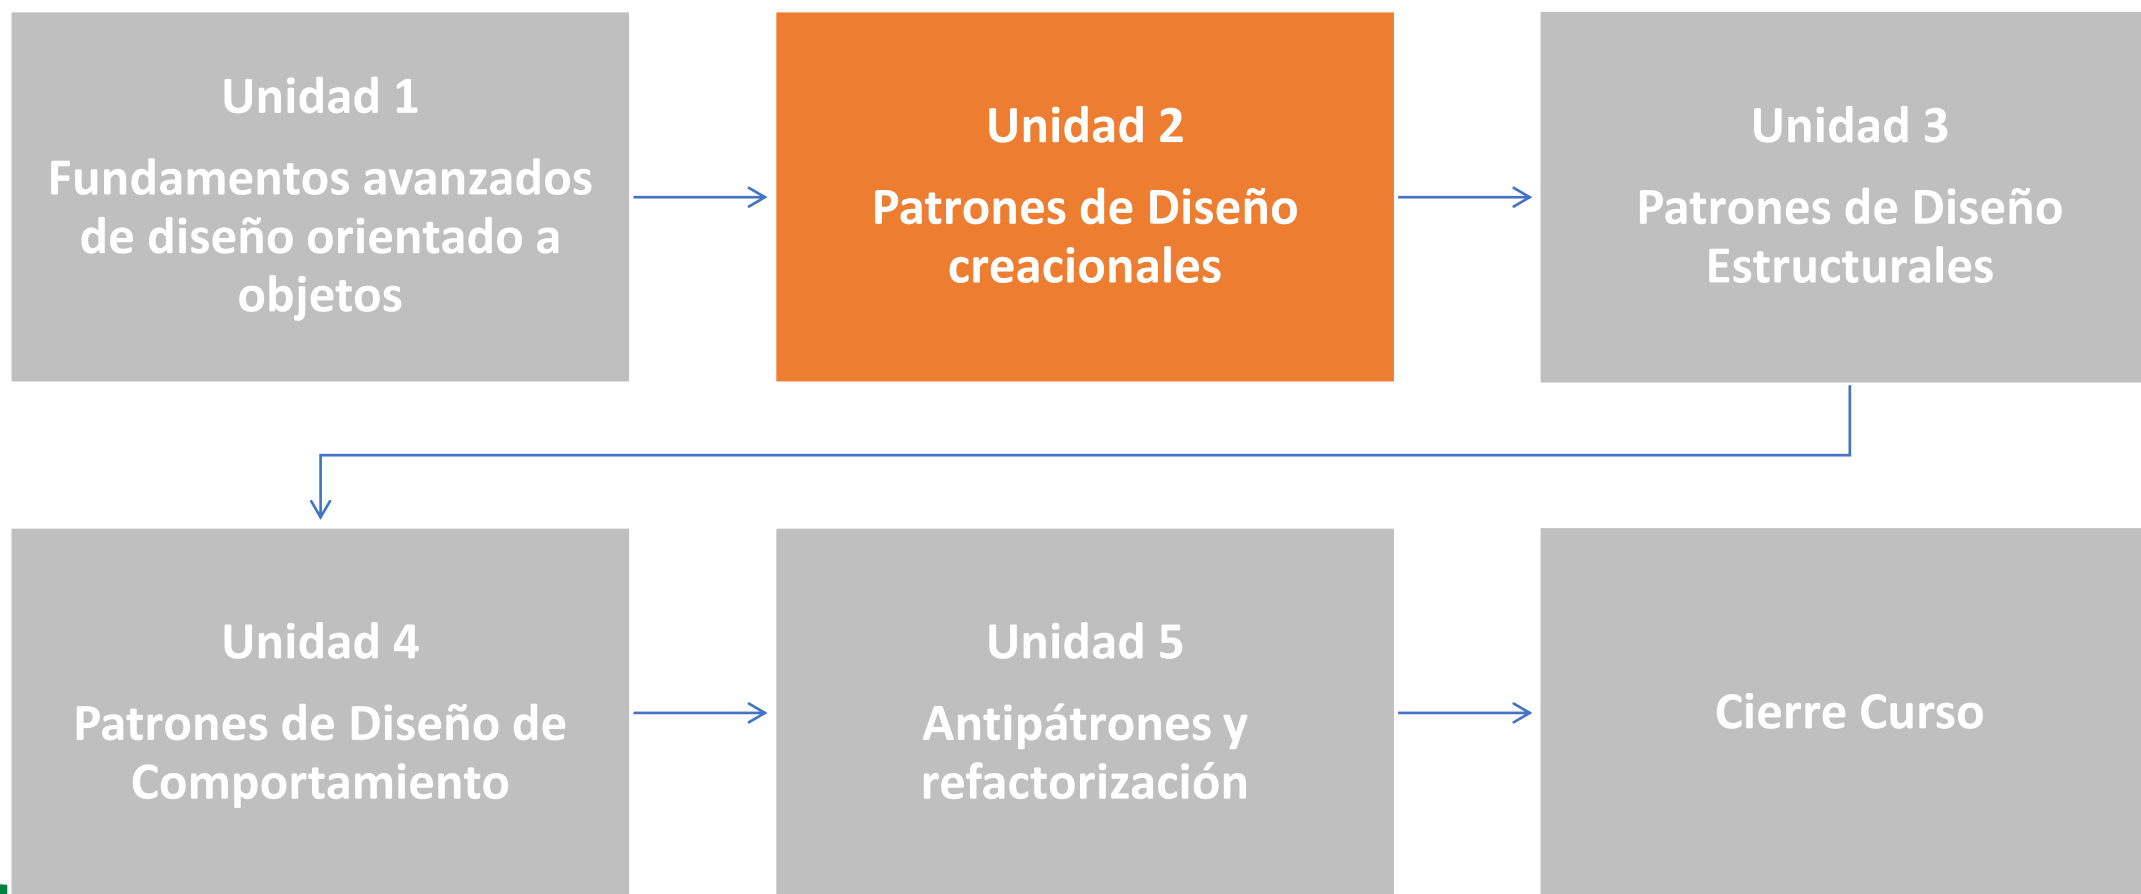 Unidad 1
Fundamentos avanzados
de diseño orientado a
objetos
Unidad 2
Patrones de Diseño
creacionales
Unidad 3
Patrones de Diseño
Estructurales
Unidad 4
Patrones de Diseño de
Comportamiento
Unidad 5
Antipátrones y
refactorización
Cierre Curso